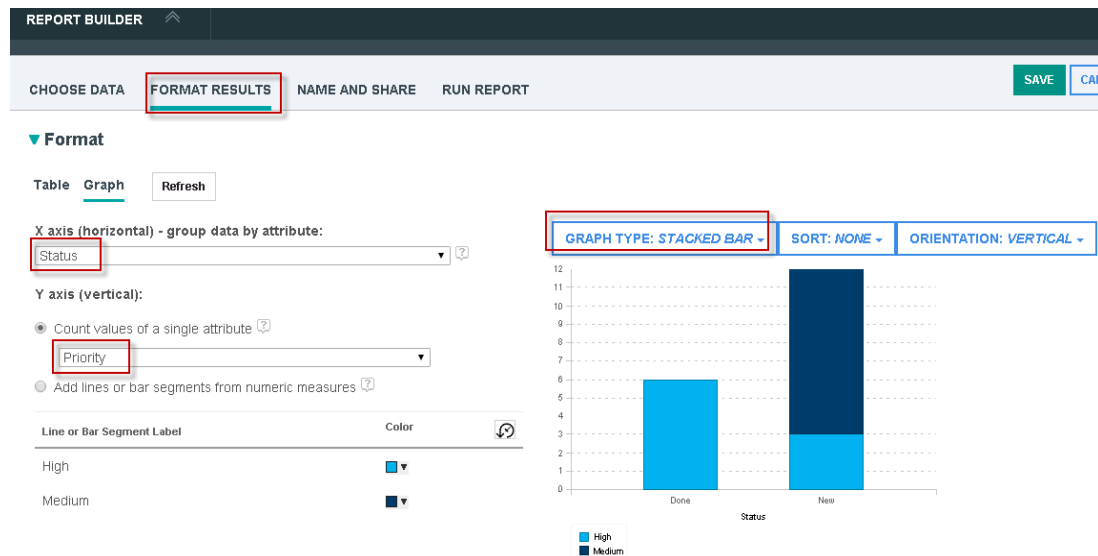 REPORT BUILDER
CHOOSE DATA FORMAT RESULTS NAME AND SHARE RUN REPORT SAVE
Format
Table Graph Refresh
X axis (horizontal) - group data by attribute:
Status
Y axis (vertical):
Count values of a single attribute ?
Priority
Add lines or bar segments from numeric measures ?
Line or Bar Segment Label Color
High
Medium
GRAPH TYPE: STACKED BAR SORT: NONE ORIENTATION: VERTICAL
12
11
10
9
8
7
6
5
4
3
2
1
0
Done New
Status
High
Medium